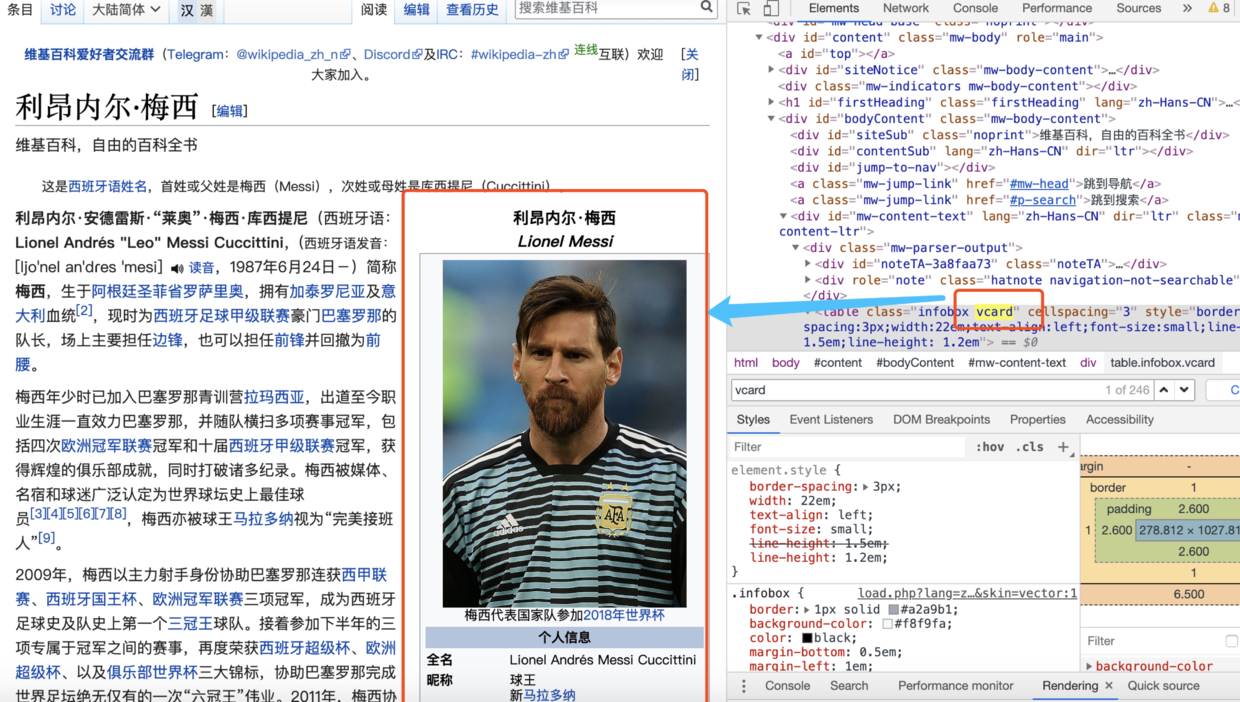 条目 讨论 大陆简体 汉 漢 阅读 编辑 查看历史 搜索维基百科
维基百科爱好者交流群（Telegram：@wikipedia_zh_n、Discord及IRC：#wikipedia-zh 连线互联）欢迎
大家加入。
[关
闭]
利昂内尔·梅西 [编辑]
维基百科，自由的百科全书
这是西班牙语姓名，首姓或父姓是梅西（Messi），次姓或母姓是库西提尼（Cuccittini）。
利昂内尔·安德雷斯·“莱奥”·梅西·库西提尼（西班牙语：
Lionel Andrés "Leo" Messi Cuccittini，（西班牙语发音：
[ljoˈnel anˈdres ˈmesi] 读音，1987年6月24日－）简称
梅西，生于阿根廷圣菲省罗萨里奥，拥有加泰罗尼亚及意
大利血统[2]，现时为西班牙足球甲级联赛豪门巴塞罗那的
队长，场上主要担任边锋，也可以担任前锋并回撤为前
腰。
梅西年少时已加入巴塞罗那青训营拉玛西亚，出道至今职
业生涯一直效力巴塞罗那，并随队横扫多项赛事冠军，包
括四次欧洲冠军联赛冠军和十届西班牙甲级联赛冠军，获
得辉煌的俱乐部成就，同时打破诸多纪录。梅西被媒体、
名宿和球迷广泛认定为世界球坛史上最佳球
员[3][4][5][6][7][8]，梅西亦被球王马拉多纳视为“完美接班
人”[9]。
2009年，梅西以主力射手身份协助巴塞罗那连获西甲联
赛、西班牙国王杯、欧洲冠军联赛三项冠军，成为西班牙
足球史及队史上第一个三冠王球队。接着参加下半年的三
项专属于冠军之间的赛事，再度荣获西班牙超级杯、欧洲
超级杯、以及俱乐部世界杯三大锦标，协助巴塞罗那完成
世界足坛绝无仅有的一次“六冠王”伟业。2011年，梅西协
利昂内尔·梅西
Lionel Messi
adidas
AFA
梅西代表国家队参加2018年世界杯
个人信息
全名 Lionel Andrés Messi Cuccittini
昵称 球王
新马拉多纳
Elements Network Console Performance Sources » 8
<div id="mw-head-base" class="noprint"></div>
▼<div id="content" class="mw-body" role="main">
<a id="top"></a>
▶<div id="siteNotice" class="mw-body-content">…</div>
<div class="mw-indicators mw-body-content"></div>
▶<h1 id="firstHeading" class="firstHeading" lang="zh-Hans-CN">…<
▼<div id="bodyContent" class="mw-body-content">
<div id="siteSub" class="noprint">维基百科，自由的百科全书</div>
<div id="contentSub" lang="zh-Hans-CN" dir="ltr"></div>
<div id="jump-to-nav"></div>
<a class="mw-jump-link" href="#mw-head">跳到导航</a>
<a class="mw-jump-link" href="#p-search">跳到搜索</a>
▼<div id="mw-content-text" lang="zh-Hans-CN" dir="ltr" class="
content-ltr">
▼<div class="mw-parser-output">
▶<div id="noteTA-3a8faa73" class="noteTA">…</div>
▶<div role="note" class="hatnote navigation-not-searchable"
</div>
▼<table class="infobox vcard" cellspacing="3" style="border
spacing:3px;width:22em;text-align:left;font-size:small;line-
1.5em;line-height: 1.2em"> == $0
html body #content #bodyContent #mw-content-text div table.infobox.vcard
vcard 1 of 246 C
Styles Event Listeners DOM Breakpoints Properties Accessibility
Filter :hov .cls +
element.style {
border-spacing:▶3px;
width: 22em;
text-align: left;
font-size: small;
line-height: 1.5em;
line-height: 1.2em;
}
.infobox { load.php?lang=z…&skin=vector:1
border:▶1px solid #a2a9b1;
background-color: #f8f9fa;
color: black;
margin-bottom: 0.5em;
margin-left: 1em;
argin -
border 1
padding 2.600
1 2.600 278.812 × 1027.81
2.600
1
6.500
Filter
▶background-color
Console Search Performance monitor Rendering × Quick source